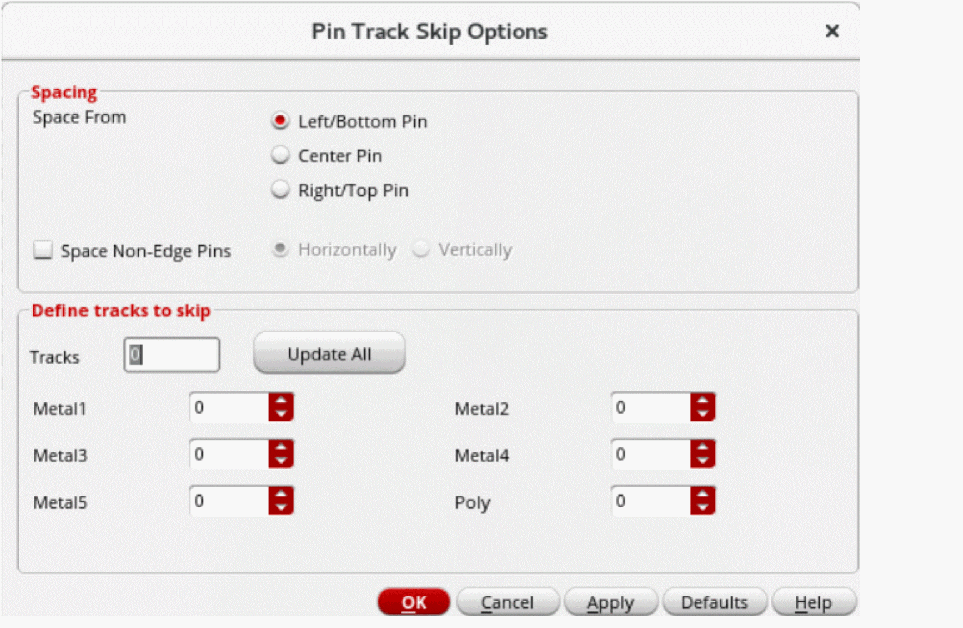 Pin Track Skip Options
Spacing
Space From
Left/Bottom Pin
Center Pin
Right/Top Pin
Space Non-Edge Pins Horizontally Vertically
Define tracks to skip
Tracks 0 Update All
Metal1 0 Metal2 0
Metal3 0 Metal4 0
Metal5 0 Poly 0
OK Cancel Apply Defaults Help